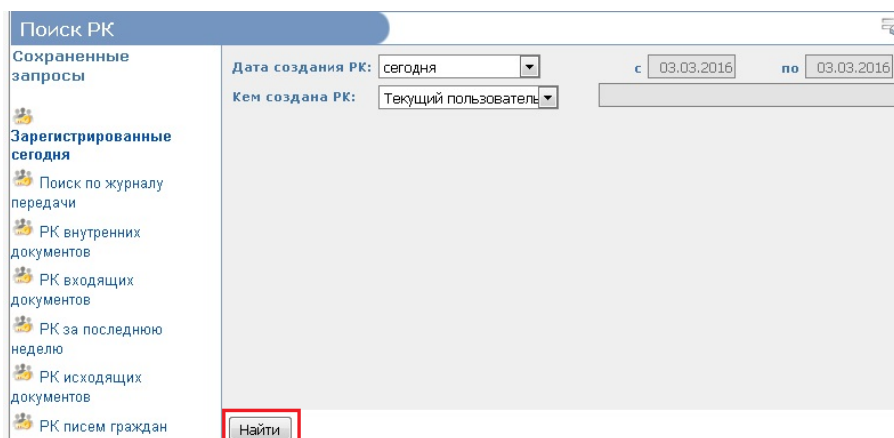 Поиск РК
Сохраненные
запросы
Зарегистрированные
сегодня
Поиск по журналу
передачи
РК внутренних
документов
РК входящих
документов
РК за последнюю
неделю
РК исходящих
документов
РК писем граждан
Дата создания РК: сегодня с 03.03.2016 по 03.03.2016
Кем создана РК: Текущий пользователь
Найти